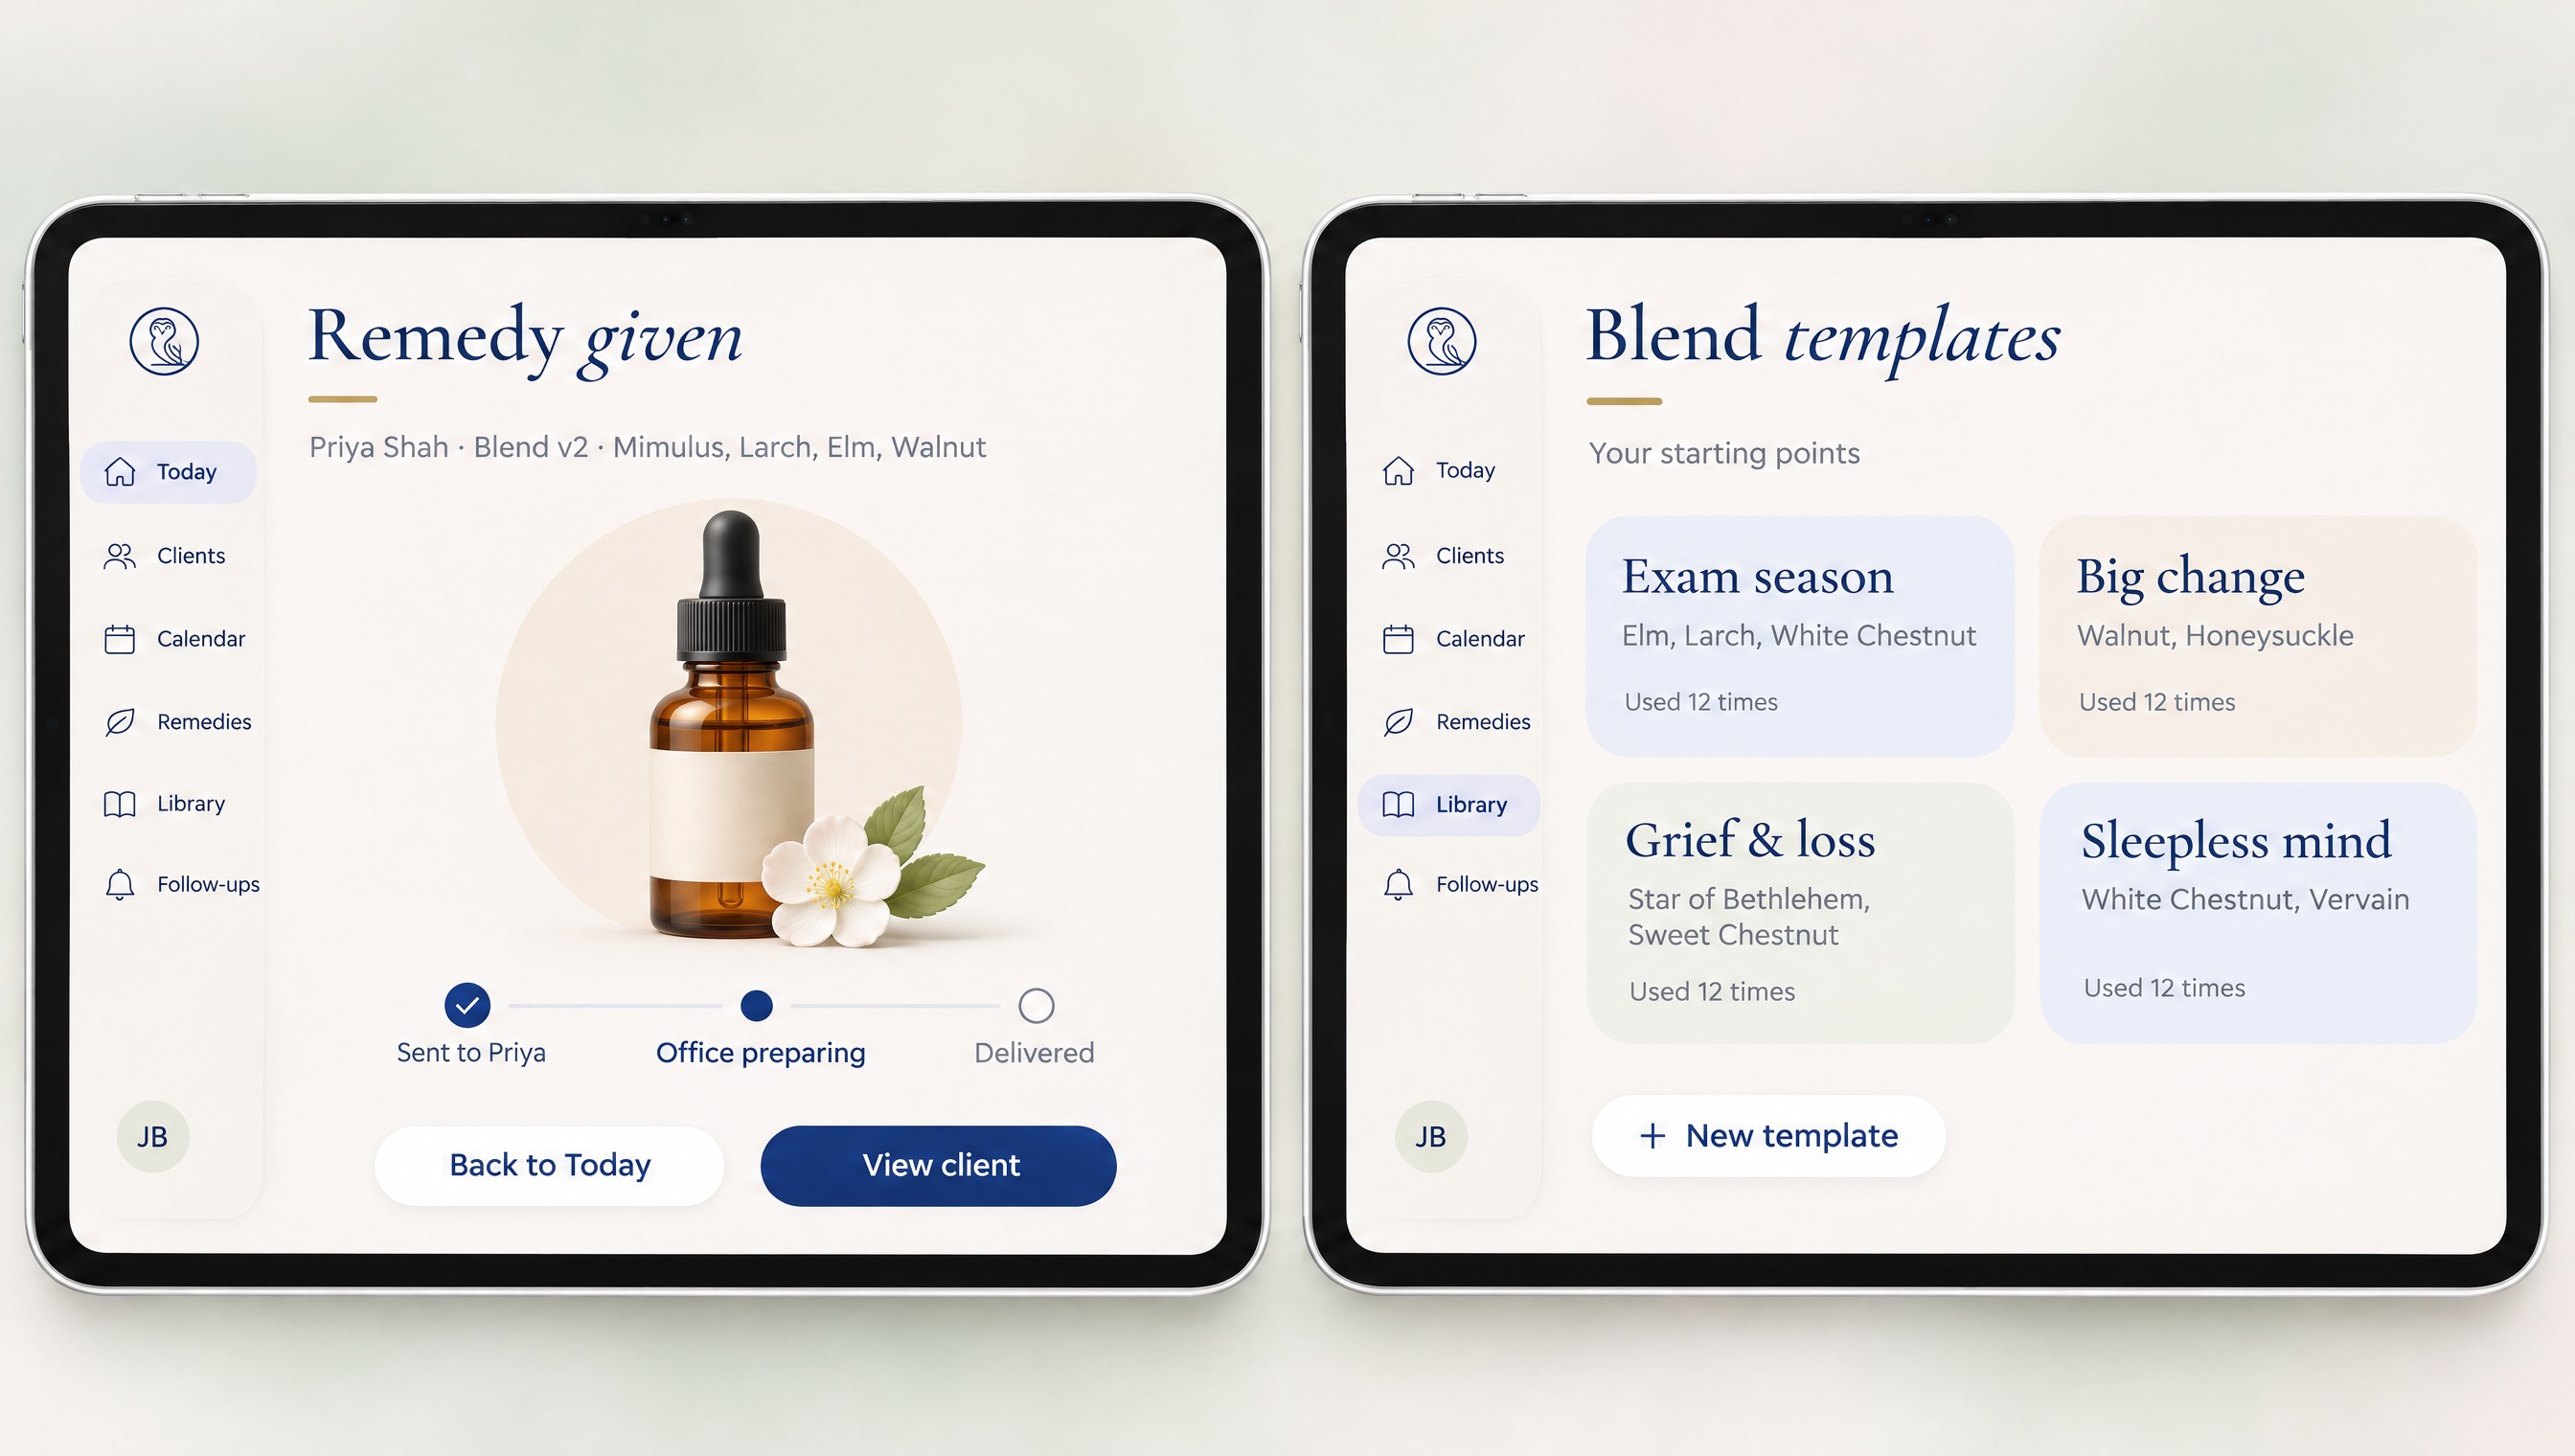 Remedy given
Priya Shah · Blend v2 · Mimulus, Larch, Elm, Walnut
Today
Clients
Calendar
Remedies
Library
Follow-ups
JB
Sent to Priya
Office preparing
Delivered
Back to Today
View client
Blend templates
Your starting points
Today
Clients
Calendar
Remedies
Library
Follow-ups
JB
Exam season
Elm, Larch, White Chestnut
Used 12 times
Big change
Walnut, Honeysuckle
Used 12 times
Grief & loss
Star of Bethlehem,
Sweet Chestnut
Used 12 times
Sleepless mind
White Chestnut, Vervain
Used 12 times
+ New template